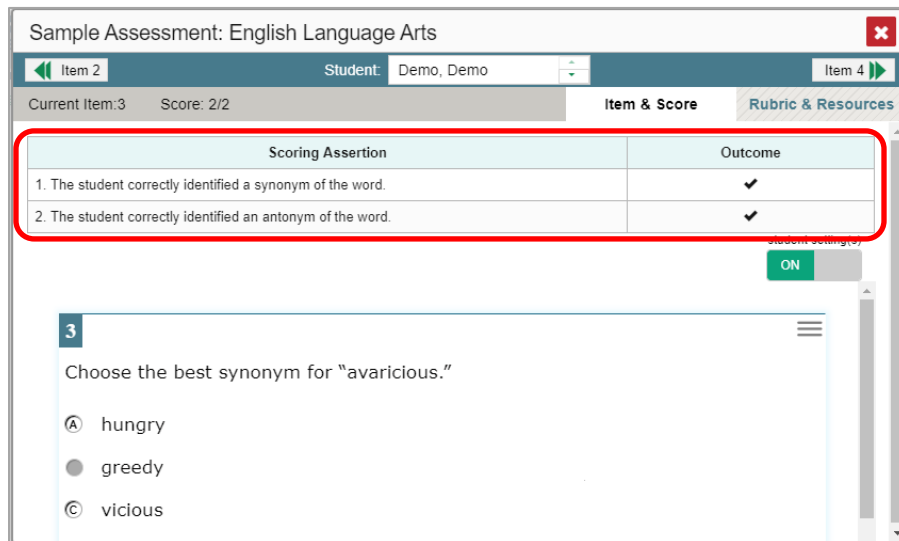 Sample Assessment: English Language Arts
Item 2
Student: Demo, Demo
Item 4
Current Item:3 Score: 2/2
Item & Score
Rubric & Resources
Scoring Assertion Outcome
1. The student correctly identified a synonym of the word.
2. The student correctly identified an antonym of the word.
student setting(s)
ON
3
Choose the best synonym for “avaricious.”
A hungry
greedy
C vicious